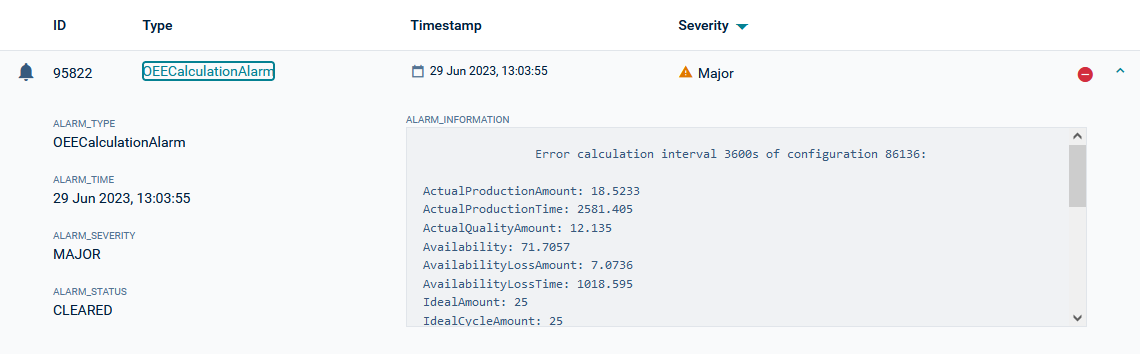 ID Type Timestamp Severity
95822 OEECalculationAlarm 29 Jun 2023, 13:03:55 Major
ALARM_TYPE
OEECalculationAlarm
ALARM_TIME
29 Jun 2023, 13:03:55
ALARM_SEVERITY
MAJOR
ALARM_STATUS
CLEARED
ALARM_INFORMATION
Error calculation interval 3600s of configuration 86136:
ActualProductionAmount: 18.5233
ActualProductionTime: 2581.405
ActualQualityAmount: 12.135
Availability: 71.7057
AvailabilityLossAmount: 7.0736
AvailabilityLossTime: 1018.595
IdealAmount: 25
IdealCycleAmount: 25